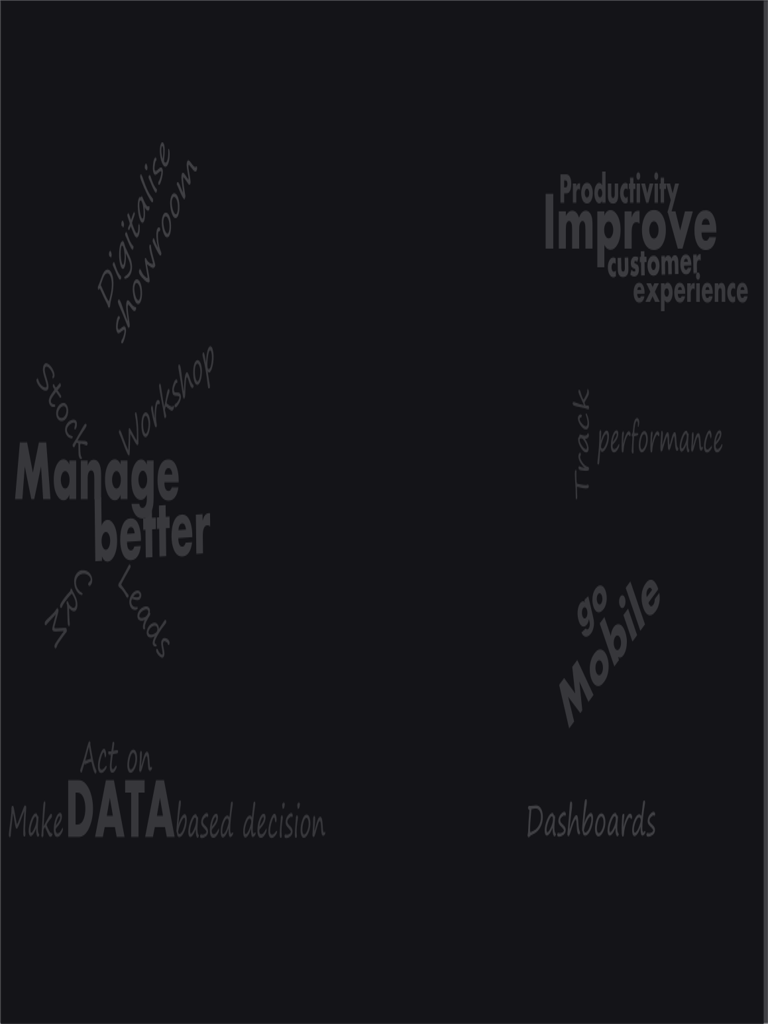 Digitalise
showroom
Productivity
Improve
customer
experience
Stock
Workshop
Manage
better
CRM
Leads
Track
performance
go
Mobile
Act on
Make DATA based decision
Dashboards